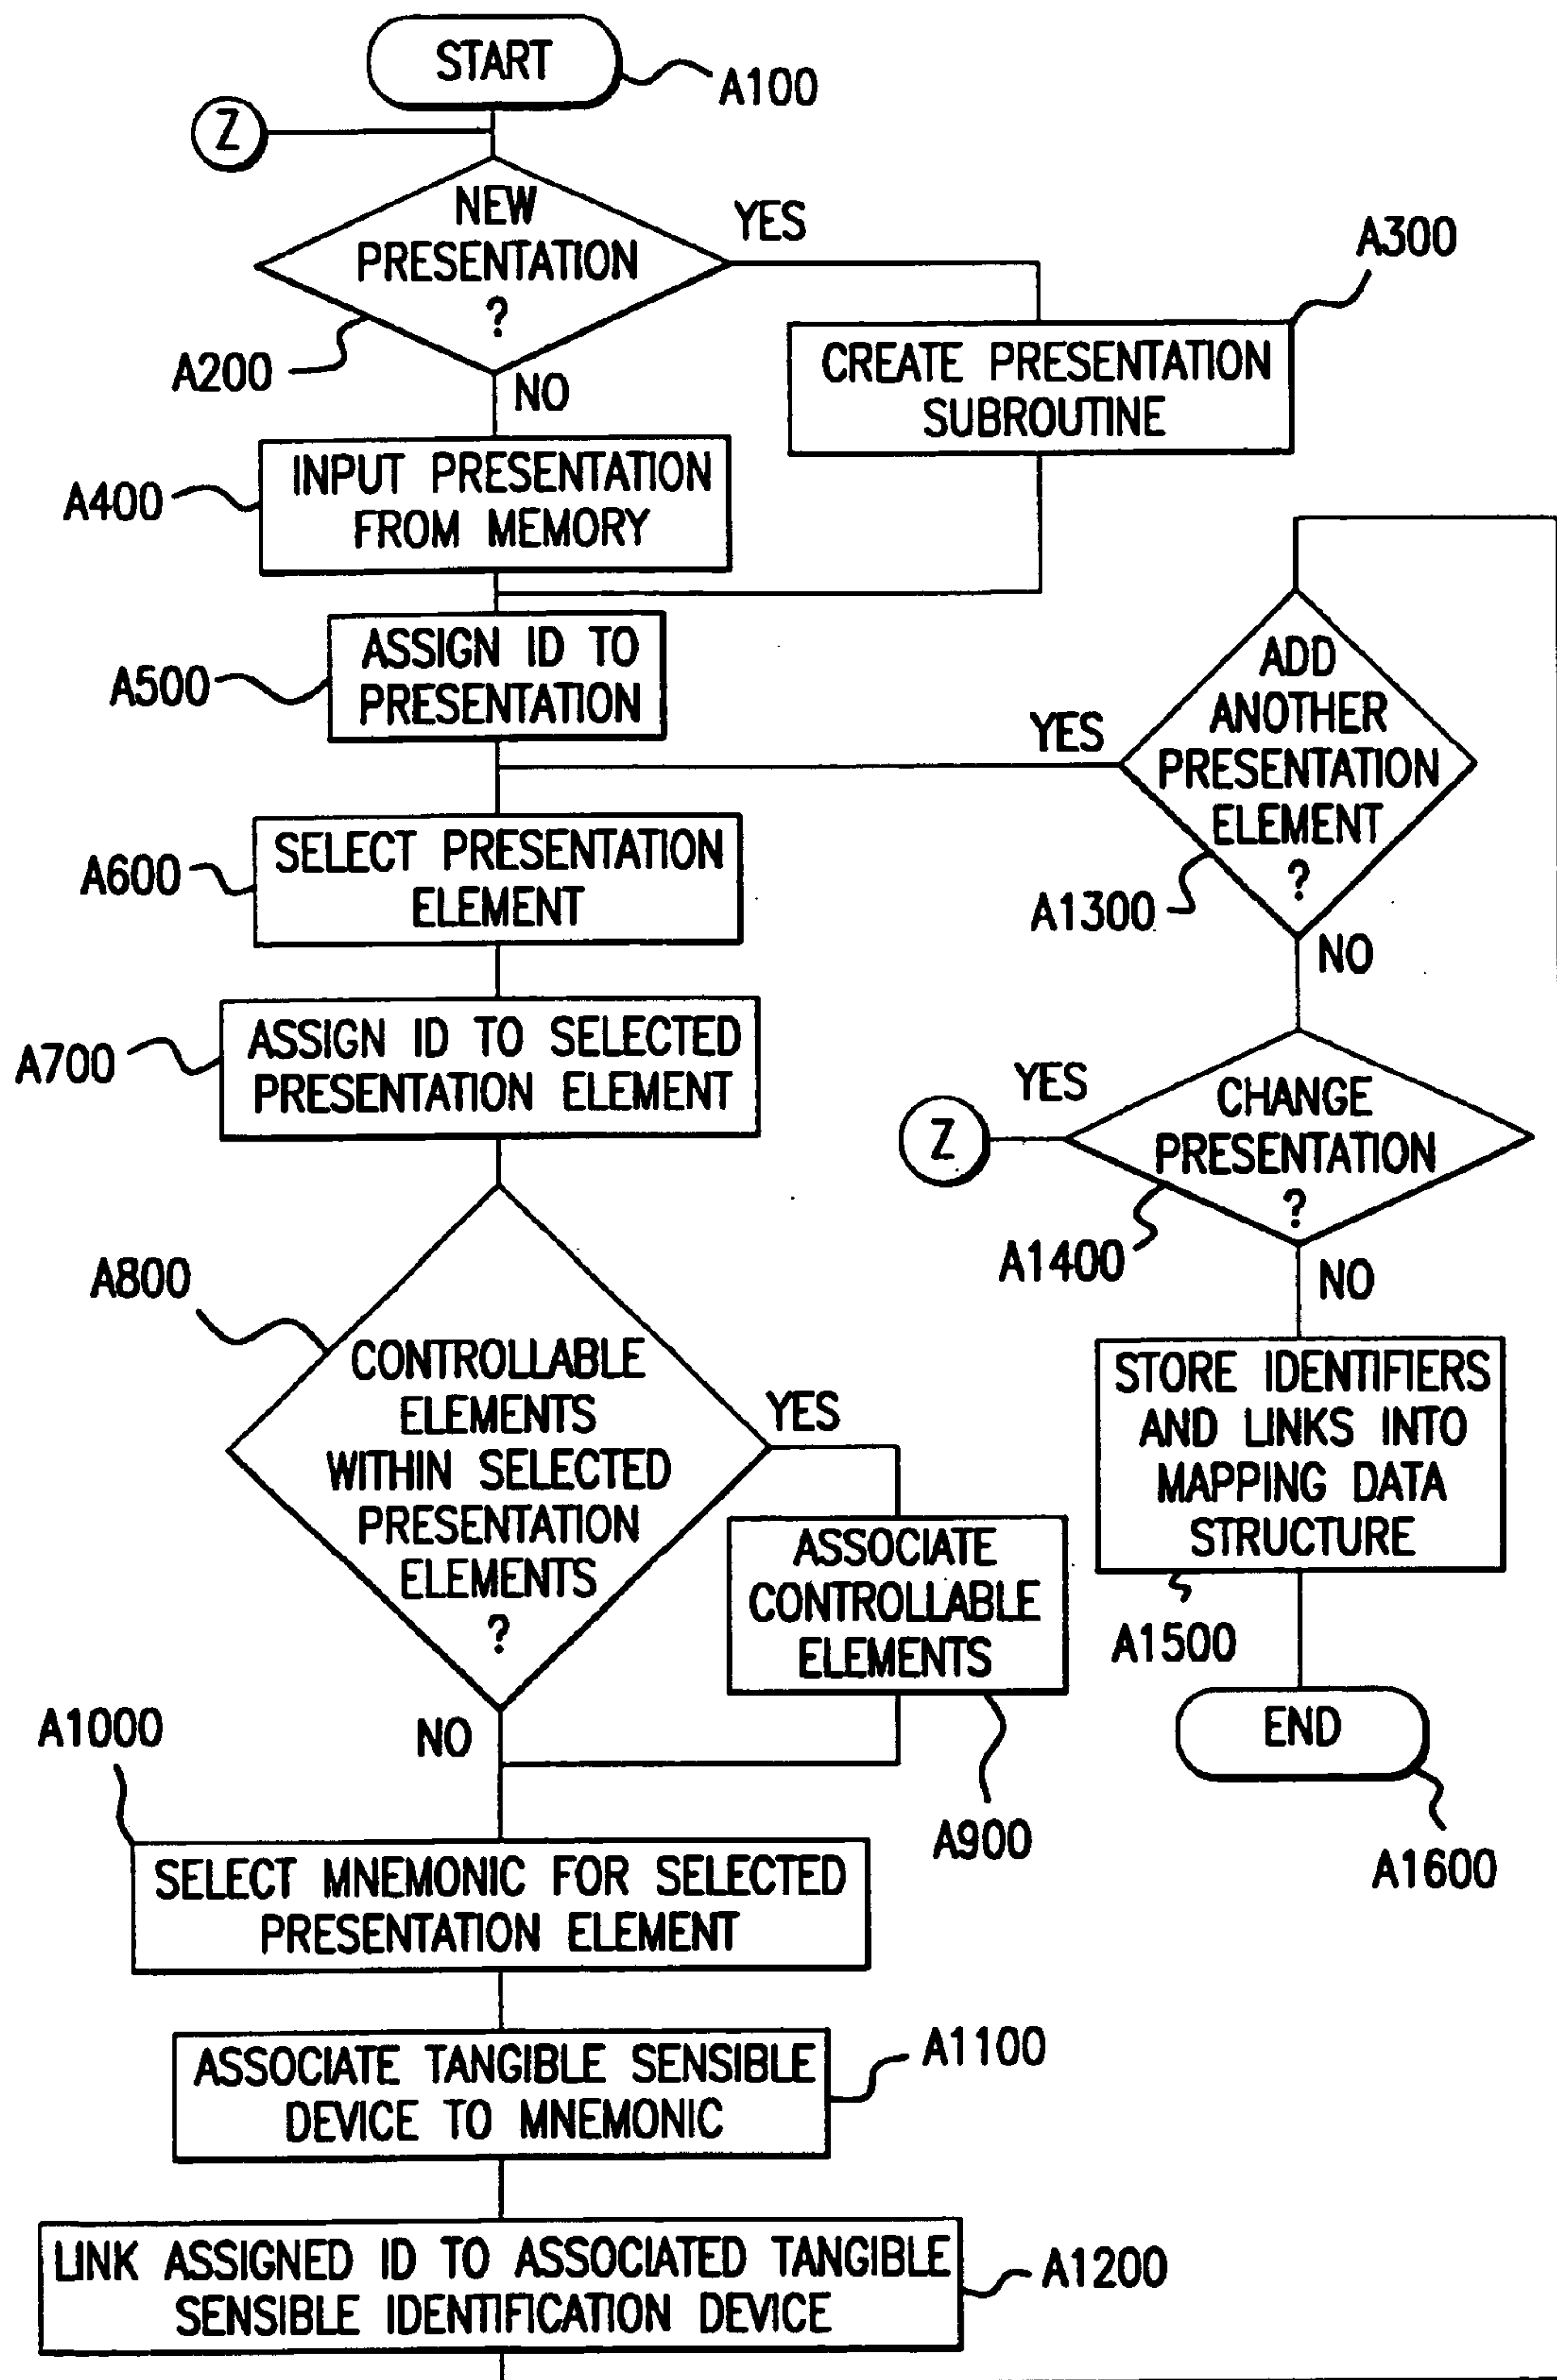 START
A100
Z
NEW
PRESENTATION
?
YES
A200
NO
A300
CREATE PRESENTATION
SUBROUTINE
A400
INPUT PRESENTATION
FROM MEMORY
A500
ASSIGN ID TO
PRESENTATION
A600
SELECT PRESENTATION
ELEMENT
A700
ASSIGN ID TO SELECTED
PRESENTATION ELEMENT
A800
CONTROLLABLE
ELEMENTS
WITHIN SELECTED
PRESENTATION
ELEMENTS
?
YES
NO
ASSOCIATE
CONTROLLABLE
ELEMENTS
A900
A1000
SELECT MNEMONIC FOR SELECTED
PRESENTATION ELEMENT
ASSOCIATE TANGIBLE SENSIBLE
DEVICE TO MNEMONIC
A1100
LINK ASSIGNED ID TO ASSOCIATED TANGIBLE
SENSIBLE IDENTIFICATION DEVICE
A1200
ADD
ANOTHER
PRESENTATION
ELEMENT
?
YES
A1300
NO
CHANGE
PRESENTATION
?
YES
Z
A1400
NO
STORE IDENTIFIERS
AND LINKS INTO
MAPPING DATA
STRUCTURE
A1500
END
A1600